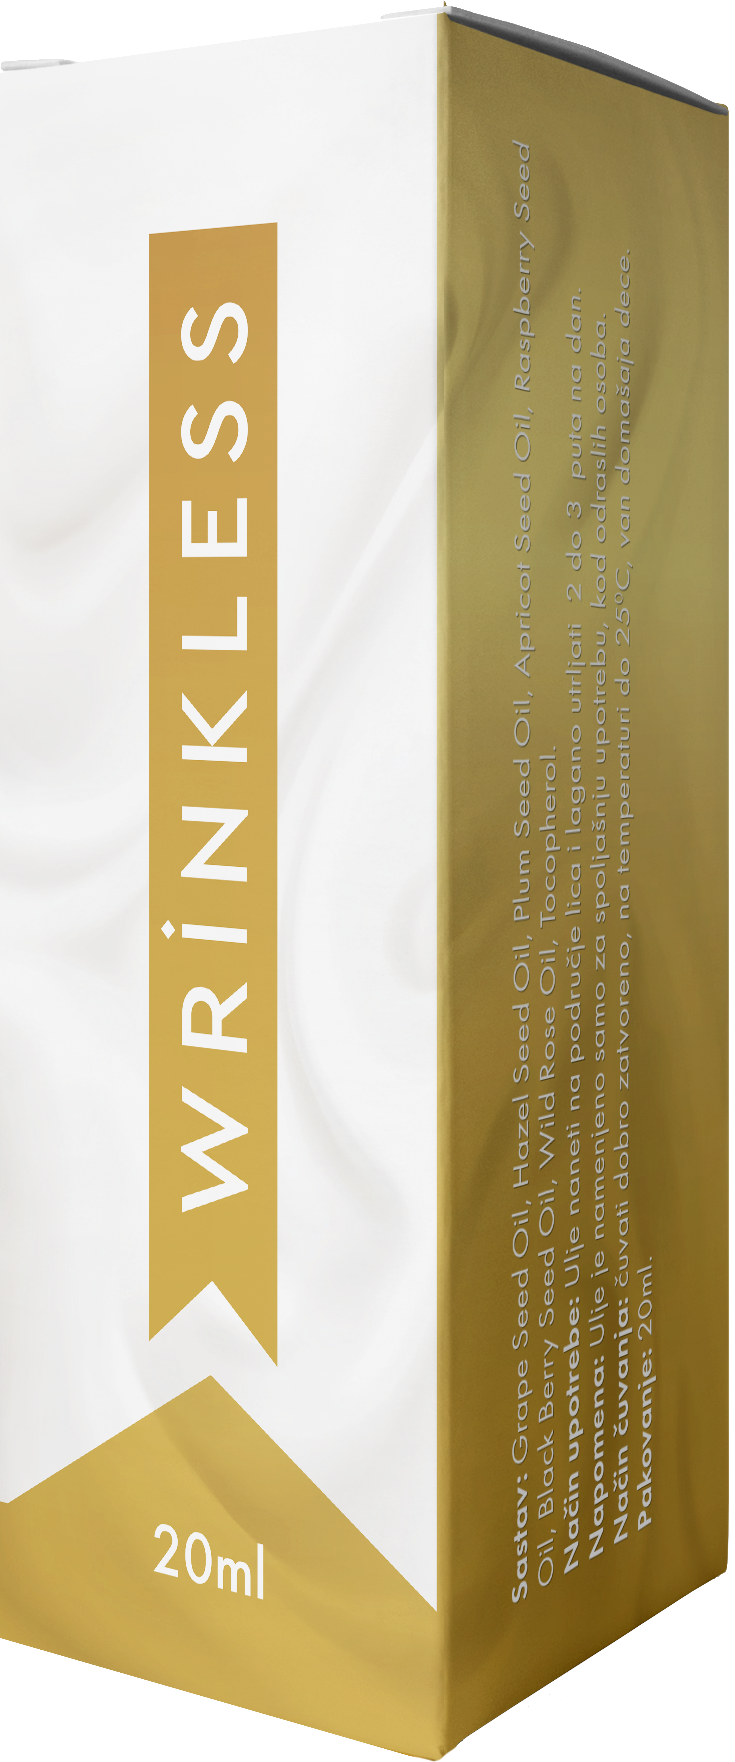 WRiNKLESS
20ml
Sastav: Grape Seed Oil, Hazel Seed Oil, Plum Seed Oil, Apricot Seed Oil, Raspberry Seed
Oil, Black Berry Seed Oil, Wild Rose Oil, Tocopherol.
Način upotrebe: Ulje naneti na područje lica i lagano utrljati 2 do 3 puta na dan.
Napomena: Ulje je namenjeno samo za spoljašnju upotrebu, kod odraslih osoba.
Način čuvanja: čuvati dobro zatvoreno, na temperaturi do 25°C, van domašaja dece.
Pakovanje: 20ml.